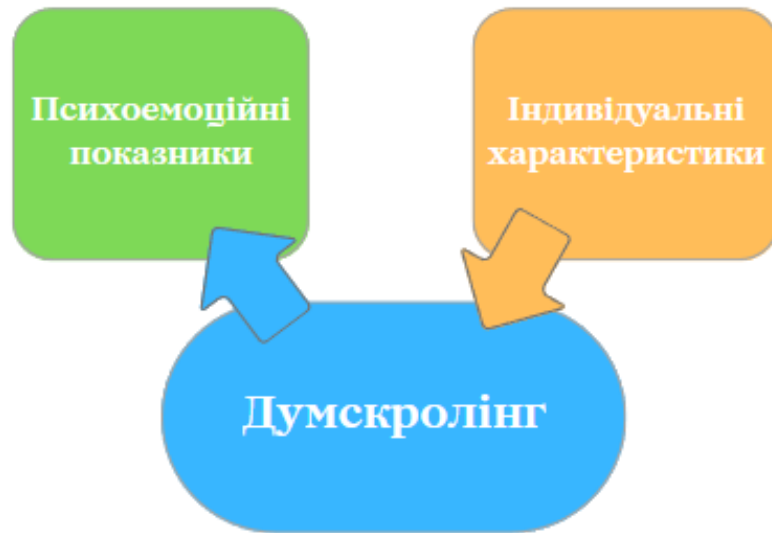 Психоемоційні
показники
Індивідуальні
характеристики
Думскролінг